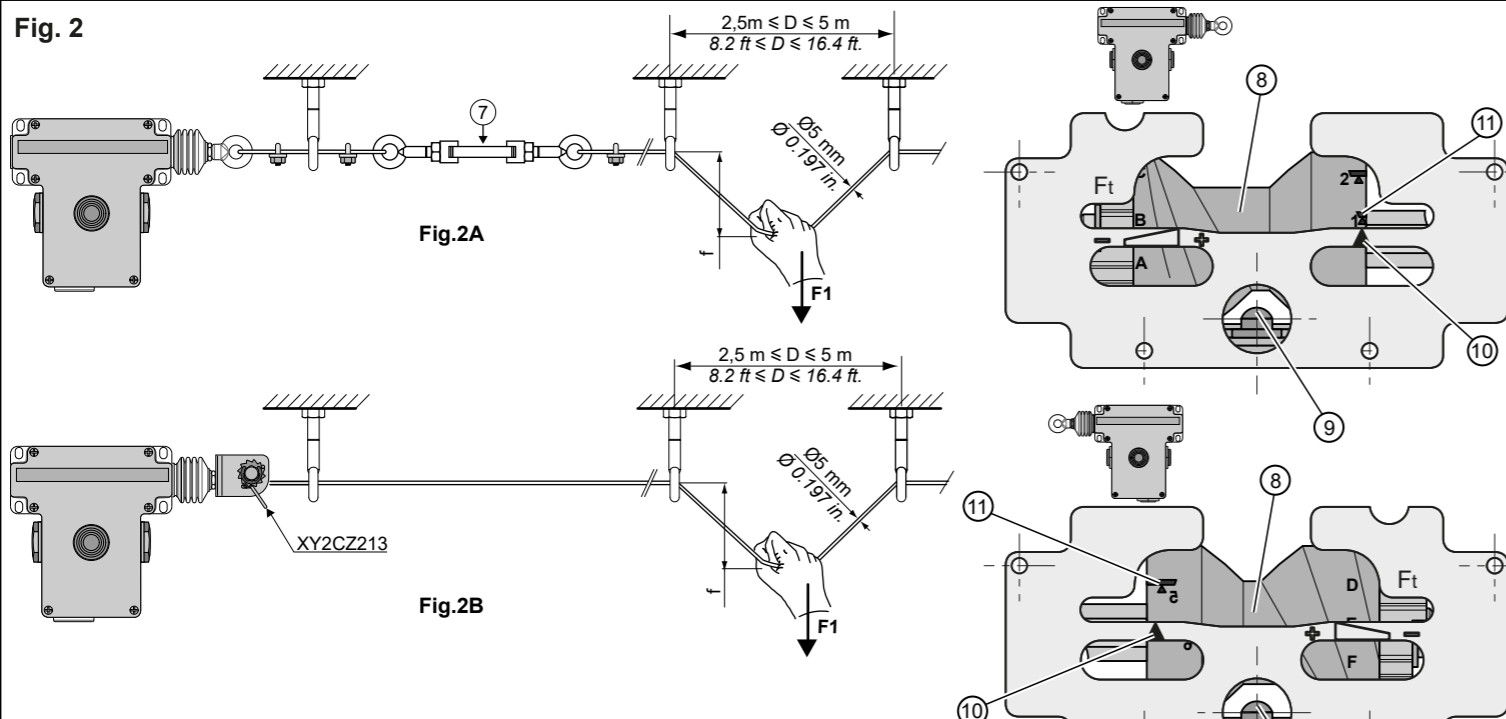 Fig. 2
2,5m ≤ D ≤ 5 m
8.2 ft ≤ D ≤ 16.4 ft.
7
Ø5 mm
Ø 0.197 in.
f
F1
Fig.2A
2,5 m ≤ D ≤ 5 m
8.2 ft ≤ D ≤ 16.4 ft.
Ø5 mm
Ø 0.197 in.
XY2CZ213
f
F1
Fig.2B
8
11
Ft
C
2
B
1
- +
A
10
9
8
11
D
Ft
5
+ -
F
10